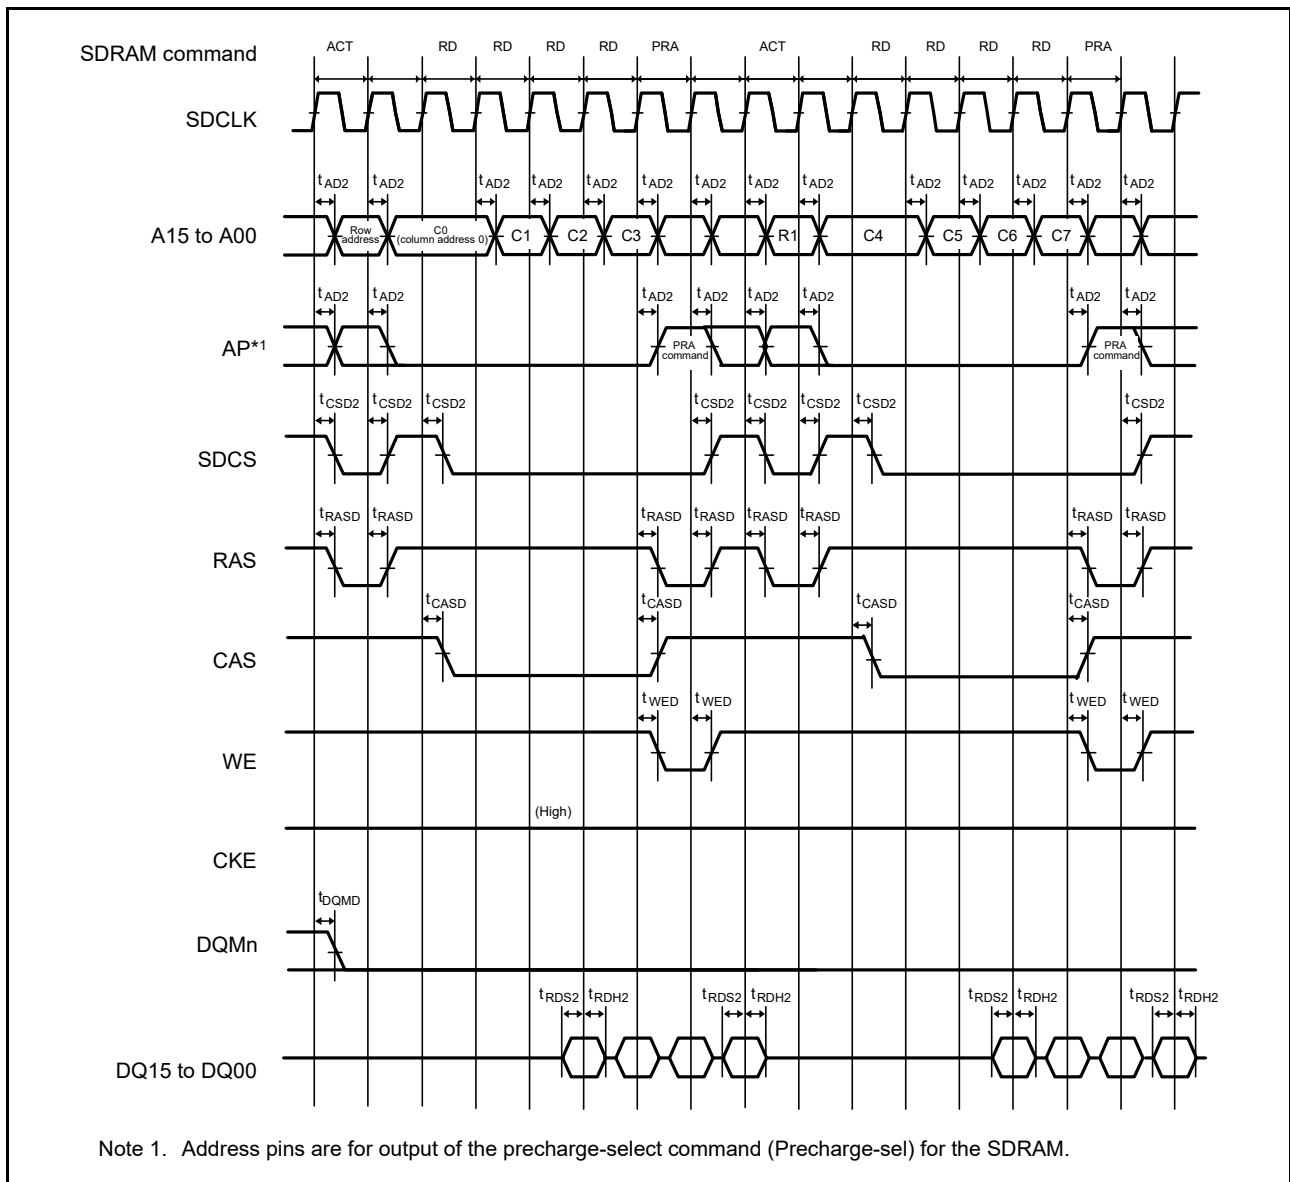 ACT RD RD RD RD PRA ACT RD RD RD RD PRA
SDRAM command
SDCLK
tAD2 tAD2 tAD2 tAD2 tAD2 tAD2 tAD2 tAD2 tAD2 tAD2 tAD2 tAD2 tAD2 tAD2
A15 to A00
Row address C0 (column address 0) C1 C2 C3 R1 C4 C5 C6 C7
tAD2 tAD2 tAD2 tAD2 tAD2 tAD2 tAD2 tAD2
AP*1
PRA command PRA command
tCSD2 tCSD2 tCSD2 tCSD2 tCSD2 tCSD2 tCSD2 tCSD2
SDCS
tRASD tRASD tRASD tRASD tRASD tRASD tRASD tRASD
RAS
tCASD tCASD tCASD tCASD
CAS
tWED tWED tWED tWED
WE
(High)
CKE
tDQMD
DQMn
tRDS2 tRDH2 tRDS2 tRDH2 tRDS2 tRDH2 tRDS2 tRDH2
DQ15 to DQ00
Note 1. Address pins are for output of the precharge-select command (Precharge-sel) for the SDRAM.